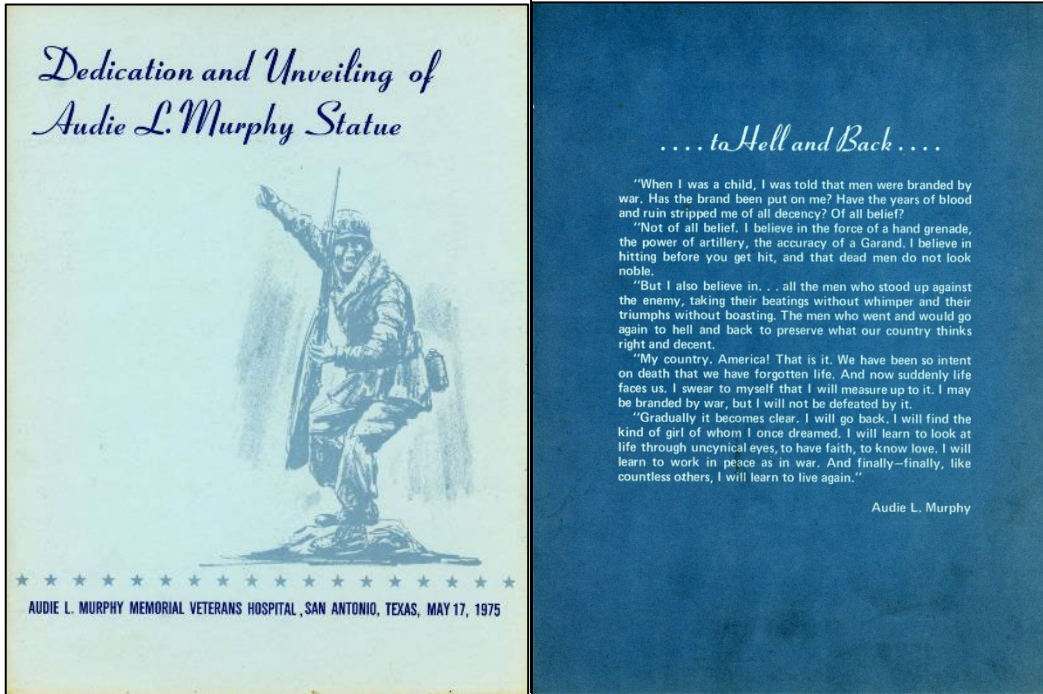 Dedication and Unveiling of
Audie L. Murphy Statue
AUDIE L. MURPHY MEMORIAL VETERANS HOSPITAL, SAN ANTONIO, TEXAS, MAY 17, 1975
. . . . to Hell and Back . . . .
"When I was a child, I was told that men were branded by
war. Has the brand been put on me? Have the years of blood
and ruin stripped me of all decency? Of all belief?
"Not of all belief. I believe in the force of a hand grenade,
the power of artillery, the accuracy of a Garand. I believe in
hitting before you get hit, and that dead men do not look
noble.
"But I also believe in. . . all the men who stood up against
the enemy, taking their beatings without whimper and their
triumphs without boasting. The men who went and would go
again to hell and back to preserve what our country thinks
right and decent.
"My country. America! That is it. We have been so intent
on death that we have forgotten life. And now suddenly life
faces us. I swear to myself that I will measure up to it. I may
be branded by war, but I will not be defeated by it.
"Gradually it becomes clear. I will go back. I will find the
kind of girl of whom I once dreamed. I will learn to look at
life through uncynical eyes, to have faith, to know love. I will
learn to work in peace as in war. And finally—finally, like
countless others, I will learn to live again."
Audie L. Murphy